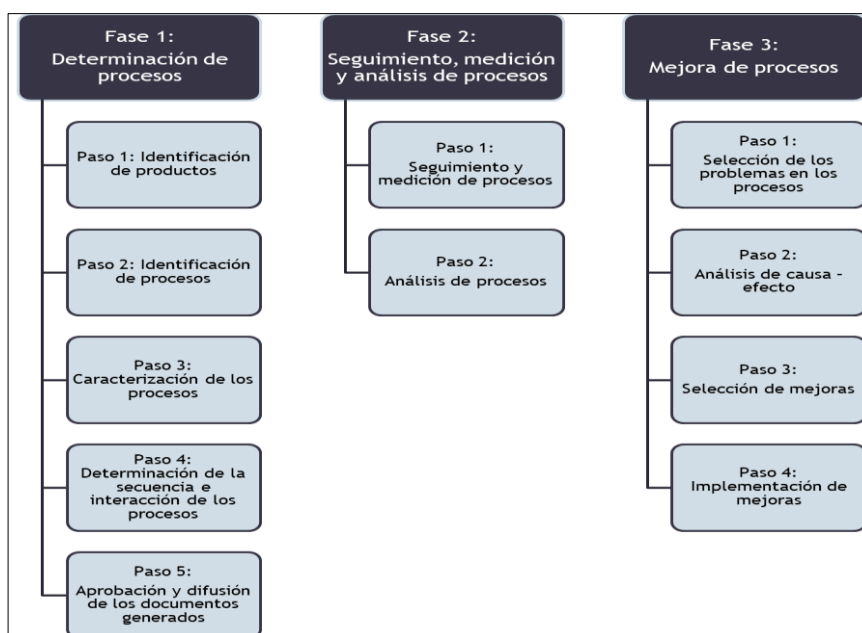 Fase 1:
Determinación de
procesos
Paso 1: Identificación
de productos
Paso 2: Identificación
de procesos
Paso 3:
Caracterización de los
procesos
Paso 4:
Determinación de la
secuencia e
interacción de los
procesos
Paso 5:
Aprobación y difusión
de los documentos
generados
Fase 2:
Seguimiento, medición
y análisis de procesos
Paso 1:
Seguimiento y
medición de procesos
Paso 2:
Análisis de procesos
Fase 3:
Mejora de procesos
Paso 1:
Selección de los
problemas en los
procesos
Paso 2:
Análisis de causa –
efecto
Paso 3:
Selección de mejoras
Paso 4:
Implementación de
mejoras